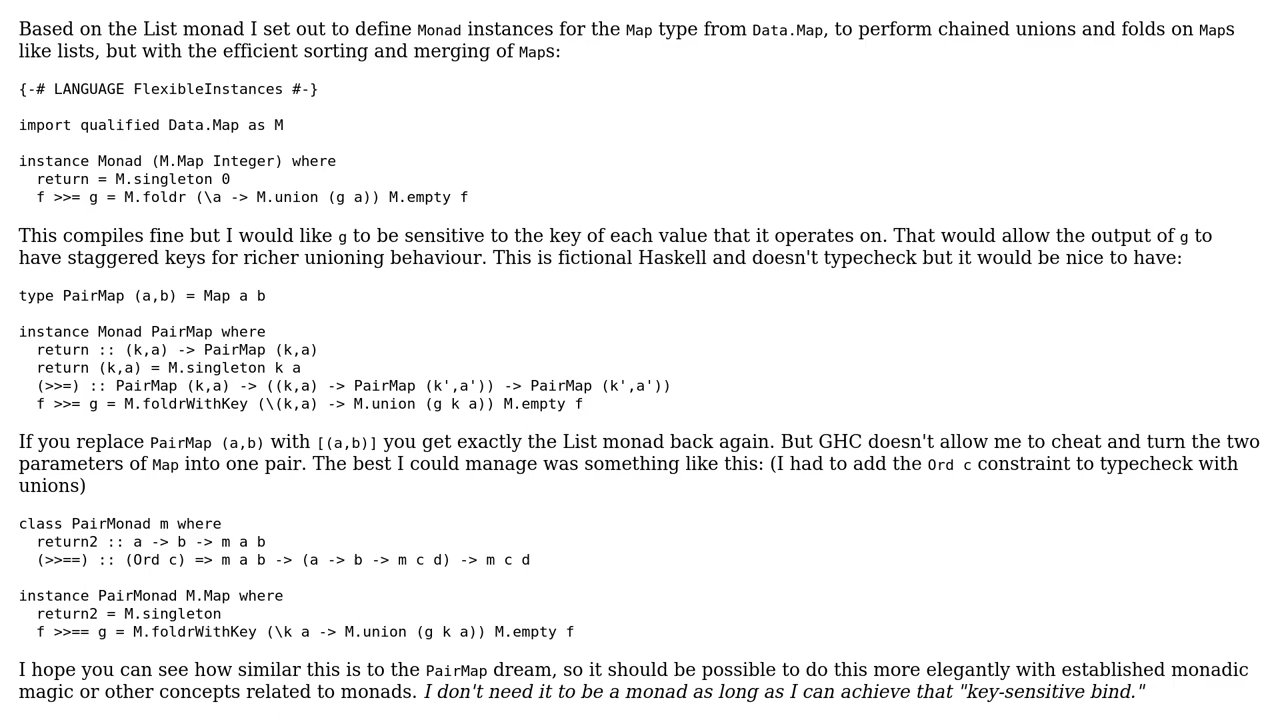 Based on the List monad I set out to define Monad instances for the Map type from Data.Map, to perform chained unions and folds on Maps
like lists, but with the efficient sorting and merging of Maps:
{-# LANGUAGE FlexibleInstances #-}
import qualified Data.Map as M
instance Monad (M.Map Integer) where
  return = M.singleton 0
  f >>= g = M.foldr (\a -> M.union (g a)) M.empty f
This compiles fine but I would like g to be sensitive to the key of each value that it operates on. That would allow the output of g to
have staggered keys for richer unioning behaviour. This is fictional Haskell and doesn't typecheck but it would be nice to have:
type PairMap (a,b) = Map a b
instance Monad PairMap where
  return :: (k,a) -> PairMap (k,a)
  return (k,a) = M.singleton k a
  (>>=) :: PairMap (k,a) -> ((k,a) -> PairMap (k',a')) -> PairMap (k',a'))
  f >>= g = M.foldrWithKey (\(k,a) -> M.union (g k a)) M.empty f
If you replace PairMap (a,b) with [(a,b)] you get exactly the List monad back again. But GHC doesn't allow me to cheat and turn the two
parameters of Map into one pair. The best I could manage was something like this: (I had to add the Ord c constraint to typecheck with
unions)
class PairMonad m where
  return2 :: a -> b -> m a b
  (>>==) :: (Ord c) => m a b -> (a -> b -> m c d) -> m c d
instance PairMonad M.Map where
  return2 = M.singleton
  f >>== g = M.foldrWithKey (\k a -> M.union (g k a)) M.empty f
I hope you can see how similar this is to the PairMap dream, so it should be possible to do this more elegantly with established monadic
magic or other concepts related to monads. I don't need it to be a monad as long as I can achieve that "key-sensitive bind."